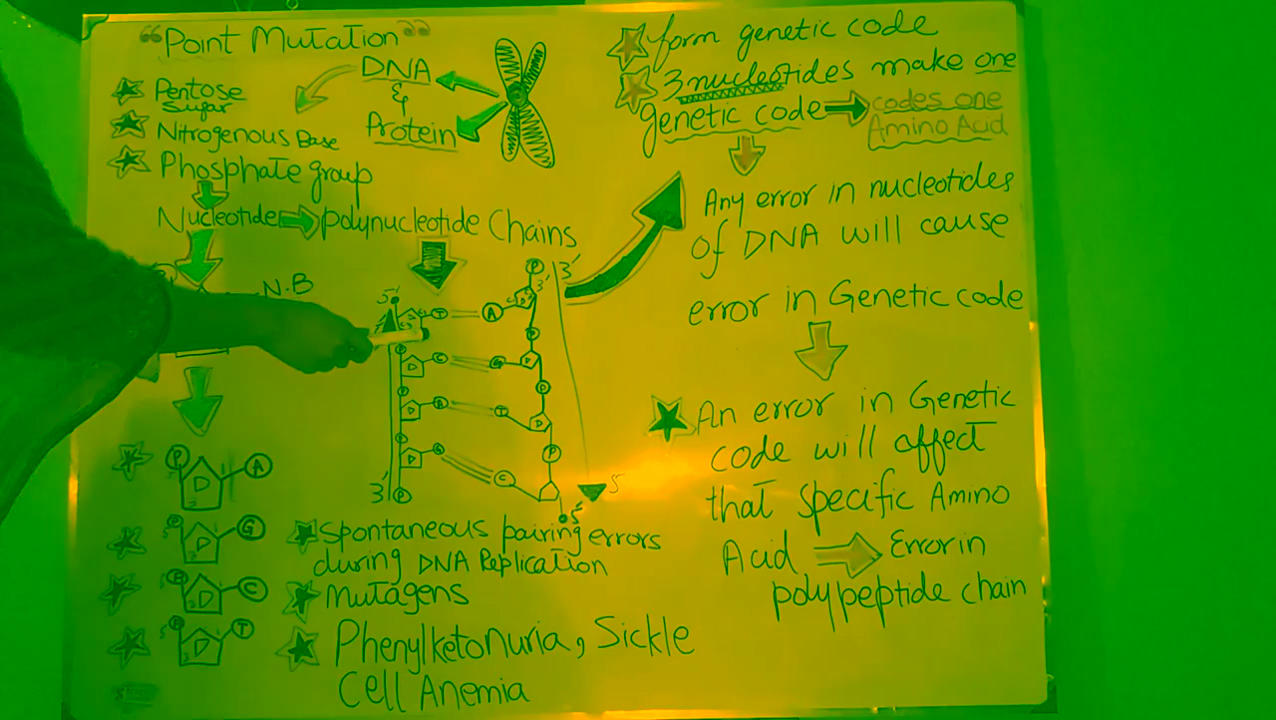 "Point Mutation"
DNA
&
Protein
Pentose
Sugar
Nitrogenous Base
Phosphate group
Nucleotide
polynucleotide Chains
N.B
5'
T
A
P
3'
C
G
D
P
A
T
D
G
C
3'
P
5'
5
P
D
A
P
D
G
P
D
C
P
D
T
Spontaneous pairing errors
during DNA Replication
Mutagens
Phenylketonuria, Sickle
Cell Anemia
form genetic code
3 nucleotides make one
genetic code
codes one
Amino Acid
Any error in nucleotides
of DNA will cause
error in Genetic code
An error in Genetic
code will affect
that specific Amino
Acid
Error in
polypeptide chain